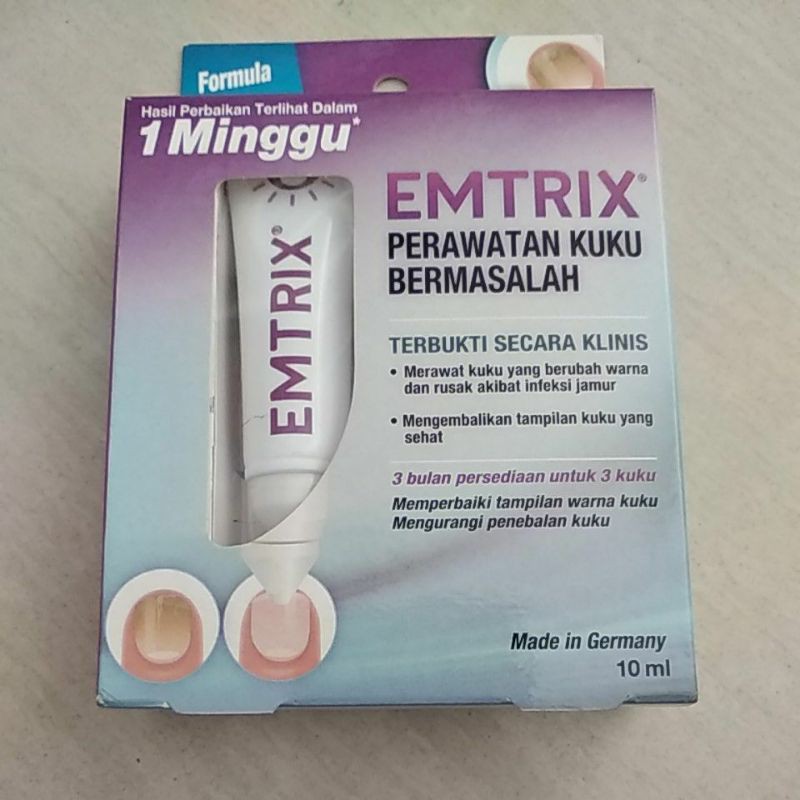 Formula
Hasil Perbaikan Terlihat Dalam
1 Minggu*
EMTRIX®
EMTRIX®
PERAWATAN KUKU
BERMASALAH
TERBUKTI SECARA KLINIS
• Merawat kuku yang berubah warna
dan rusak akibat infeksi jamur
• Mengembalikan tampilan kuku yang
sehat
3 bulan persediaan untuk 3 kuku
Memperbaiki tampilan warna kuku
Mengurangi penebalan kuku
Made in Germany
10 ml